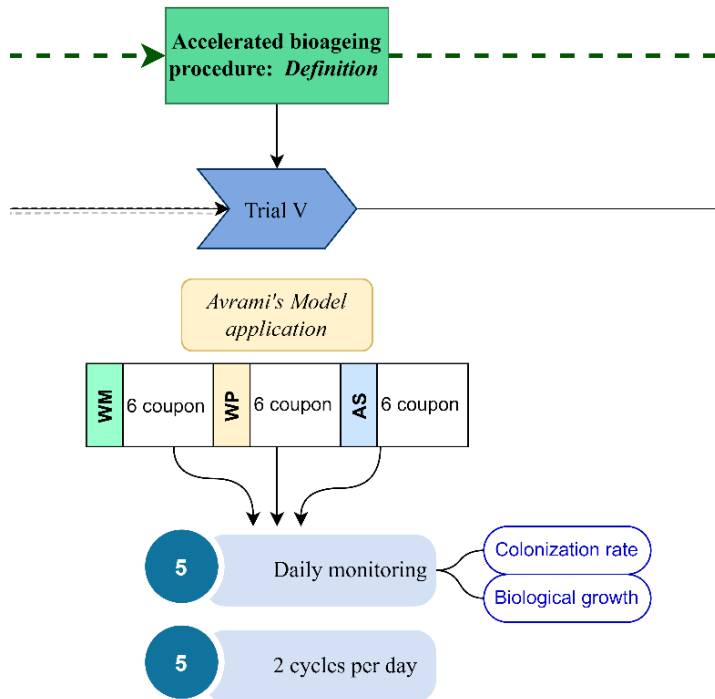 Accelerated bioageing
procedure: Definition
Trial V
Avrami's Model
application
WM 6 coupon WP 6 coupon AS 6 coupon
5 Daily monitoring
Colonization rate
Biological growth
5 2 cycles per day